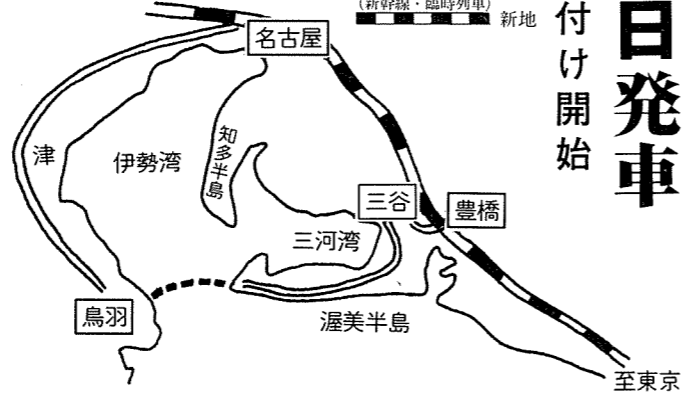 日発車
付け開始
(新幹線・臨時列車)
新地
名古屋
津
伊勢湾
知多半島
三谷
豊橋
三河湾
鳥羽
渥美半島
至東京